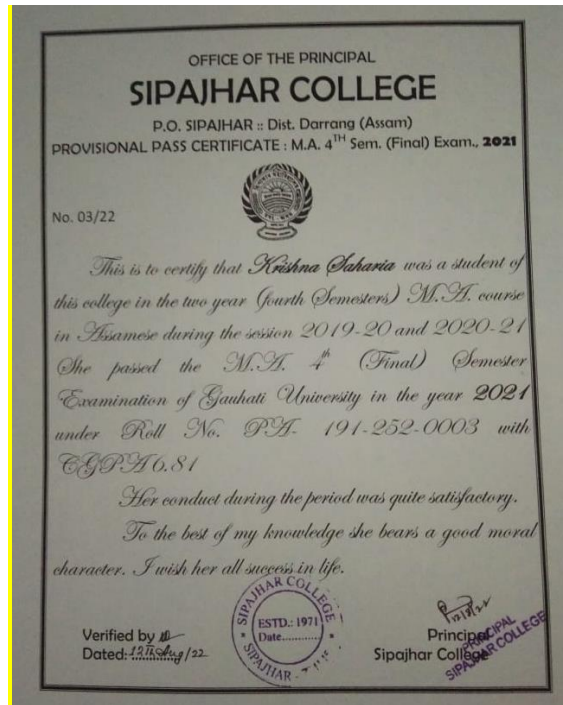 OFFICE OF THE PRINCIPAL
SIPAJHAR COLLEGE
P.O. SIPAJHAR :: Dist. Darrang (Assam)
PROVISIONAL PASS CERTIFICATE : M.A. 4TH Sem. (Final) Exam., 2021
No. 03/22
This is to certify that Krishna Saharia was a student of
this college in the two year (fourth Semesters) M.A. course
in Assamese during the session 2019-20 and 2020-21
She passed the M.A. 4th (Final) Semester
Examination of Gauhati University in the year 2021
under Roll No. PA- 191-252-0003 with
CGPA 6.81
Her conduct during the period was quite satisfactory.
To the best of my knowledge she bears a good moral
character. I wish her all success in life.
SIPAJHAR COLLEGE
ESTD.: 1971
Date............
SIPAJHAR
Verified by
Dated: 12Th Aug/22
12/8/22
Principal
Sipajhar College
PRINCIPAL
SIPAJHAR COLLEGE